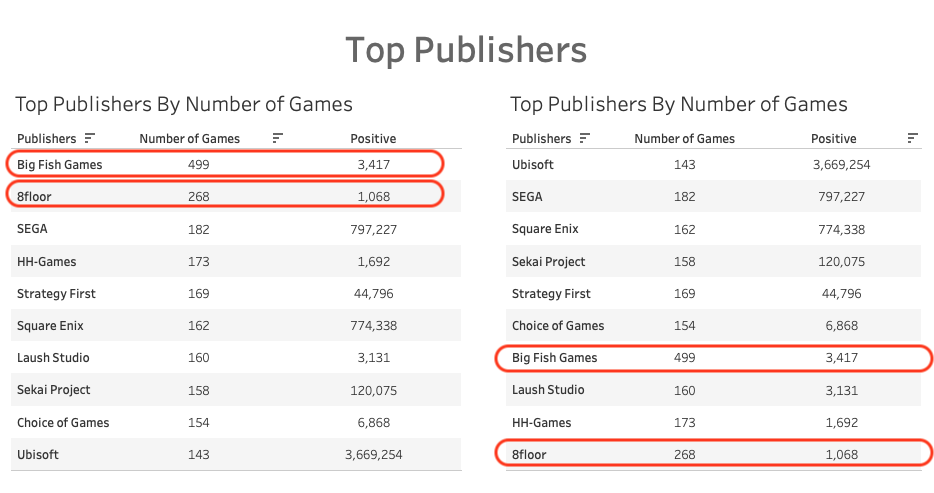 Top Publishers
Top Publishers By Number of Games
Publishers Number of Games Positive
Big Fish Games 499 3,417
8floor 268 1,068
SEGA 182 797,227
HH-Games 173 1,692
Strategy First 169 44,796
Square Enix 162 774,338
Laush Studio 160 3,131
Sekai Project 158 120,075
Choice of Games 154 6,868
Ubisoft 143 3,669,254
Top Publishers By Number of Games
Publishers Number of Games Positive
Ubisoft 143 3,669,254
SEGA 182 797,227
Square Enix 162 774,338
Sekai Project 158 120,075
Strategy First 169 44,796
Choice of Games 154 6,868
Big Fish Games 499 3,417
Laush Studio 160 3,131
HH-Games 173 1,692
8floor 268 1,068